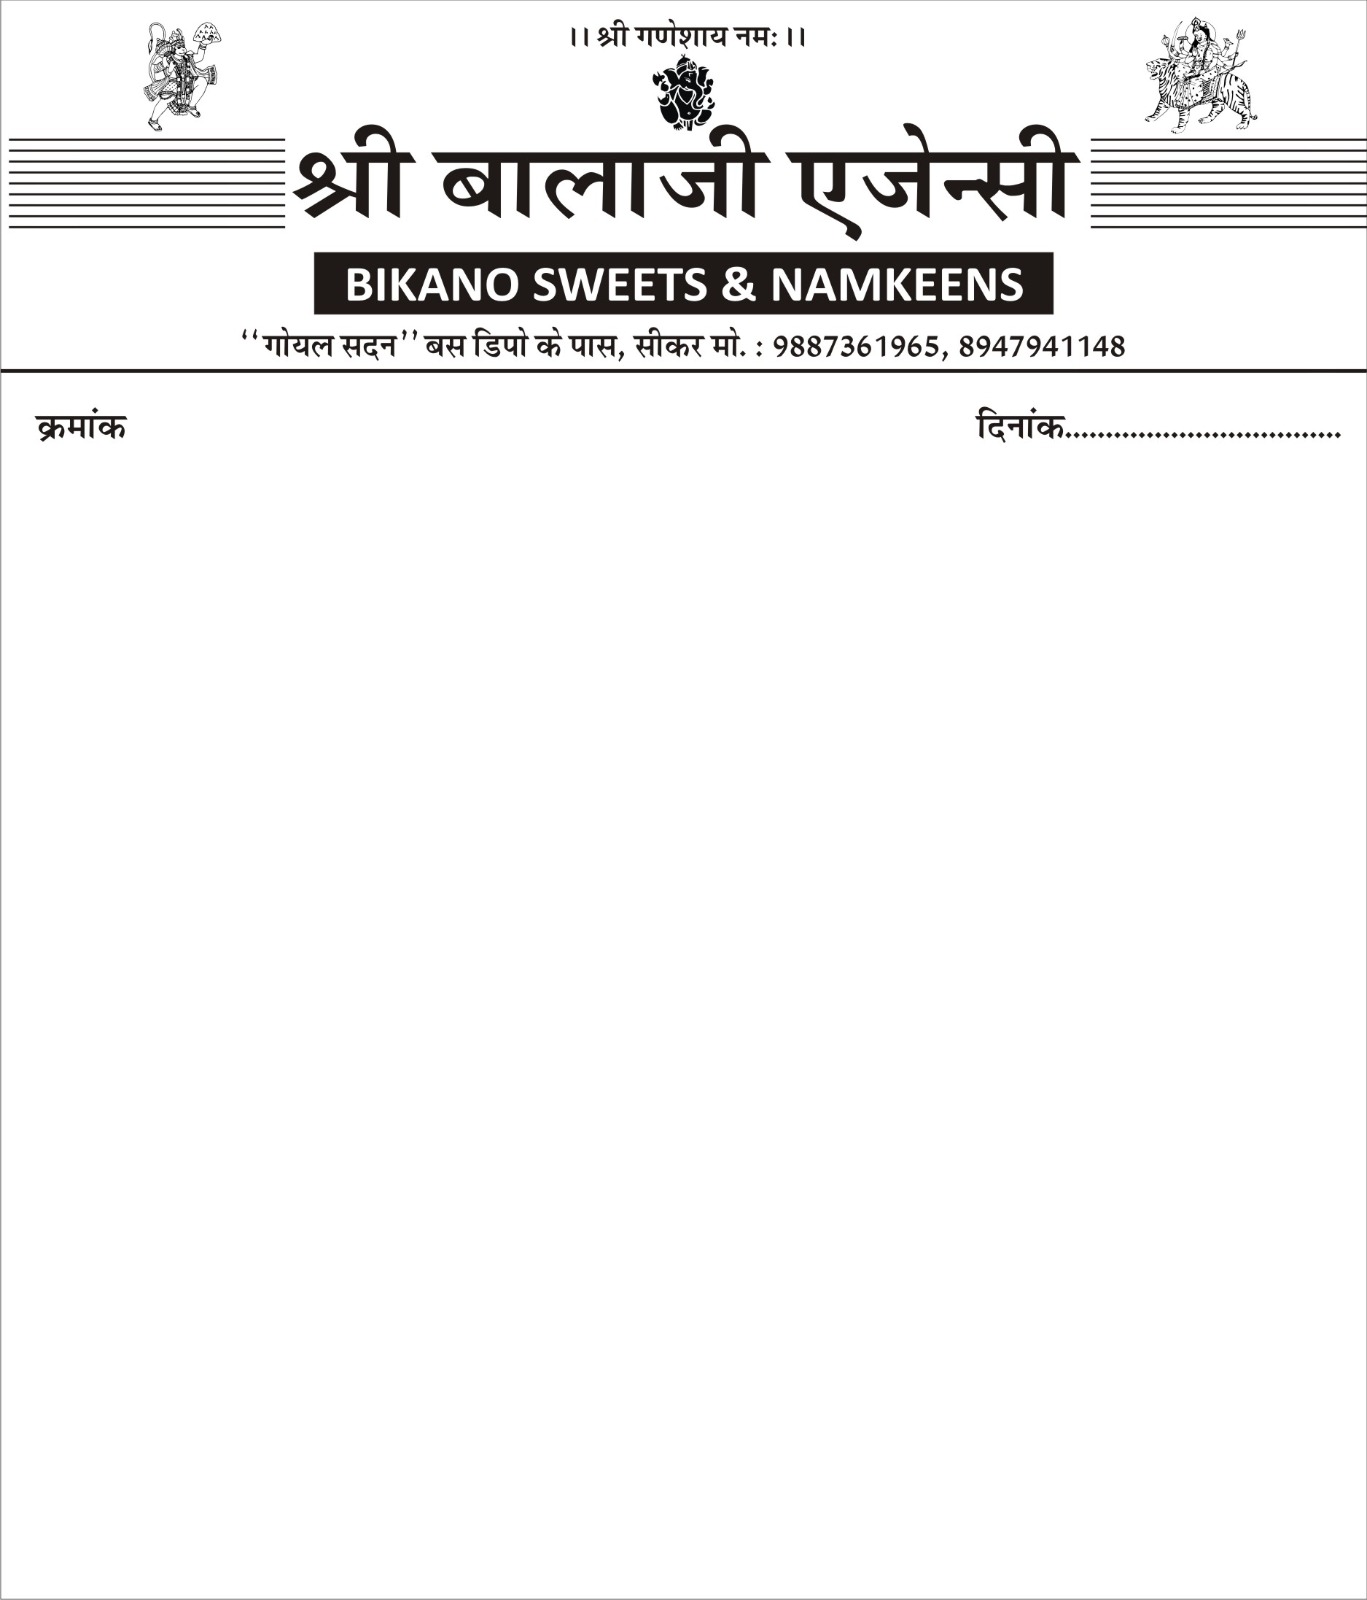 ।। श्री गणेशाय नमः ।।
श्री बालाजी एजेन्सी
BIKANO SWEETS & NAMKEENS
‘‘गोयल सदन’’ बस डिपो के पास, सीकर मो. : 9887361965, 8947941148
क्रमांक दिनांक.................................